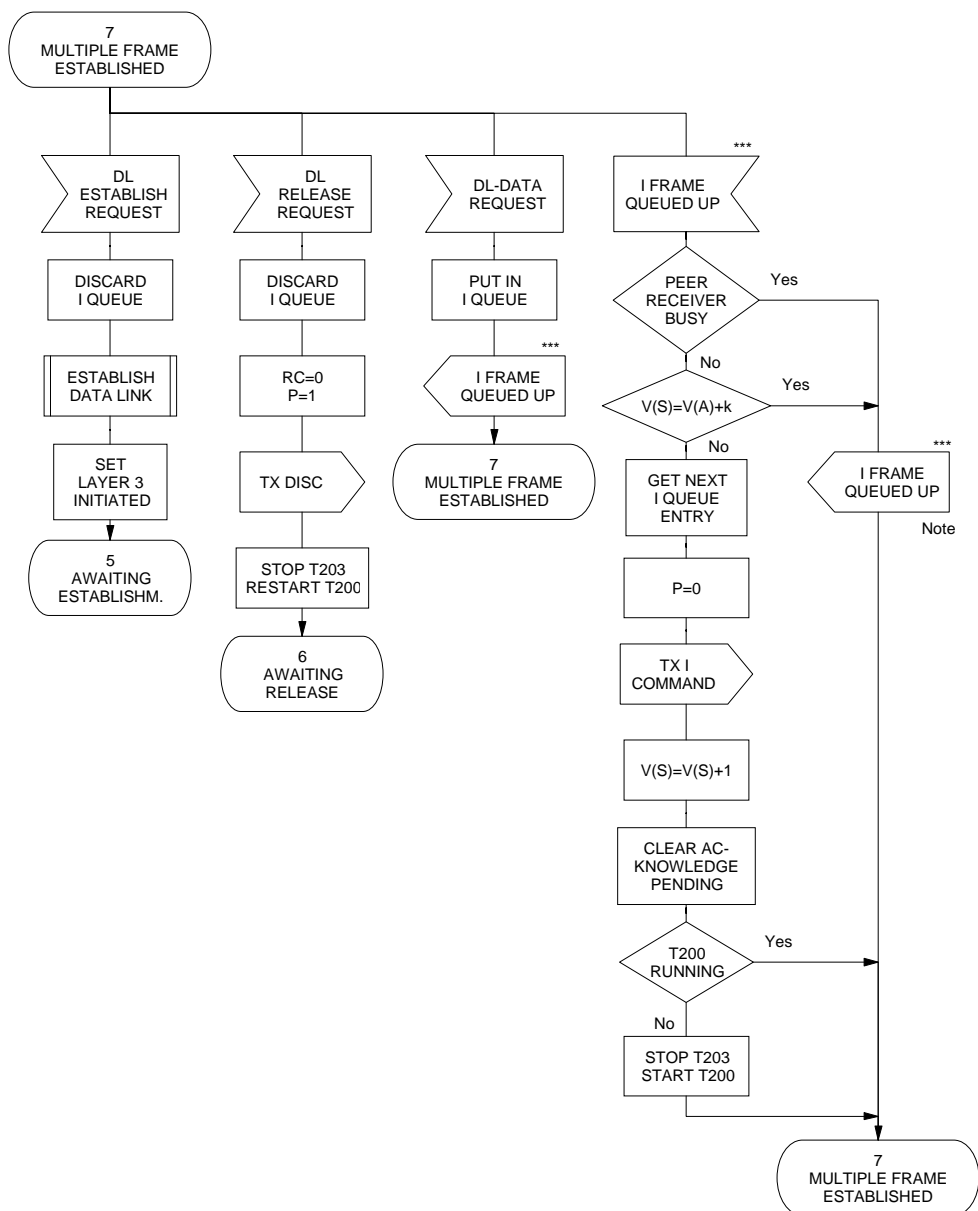 7
MULTIPLE FRAME
ESTABLISHED
DL
ESTABLISH
REQUEST
DISCARD
I QUEUE
ESTABLISH
DATA LINK
SET
LAYER 3
INITIATED
5
AWAITING
ESTABLISHM.
DL
RELEASE
REQUEST
DISCARD
I QUEUE
RC=0
P=1
TX DISC
STOP T203
RESTART T200
6
AWAITING
RELEASE
DL-DATA
REQUEST
PUT IN
I QUEUE
***
I FRAME
QUEUED UP
7
MULTIPLE FRAME
ESTABLISHED
***
I FRAME
QUEUED UP
PEER
RECEIVER
BUSY
Yes
No
V(S)=V(A)+k
Yes
No
GET NEXT
I QUEUE
ENTRY
P=0
TX I
COMMAND
V(S)=V(S)+1
CLEAR AC-
KNOWLEDGE
PENDING
T200
RUNNING
Yes
No
STOP T203
START T200
***
I FRAME
QUEUED UP
Note
7
MULTIPLE FRAME
ESTABLISHED